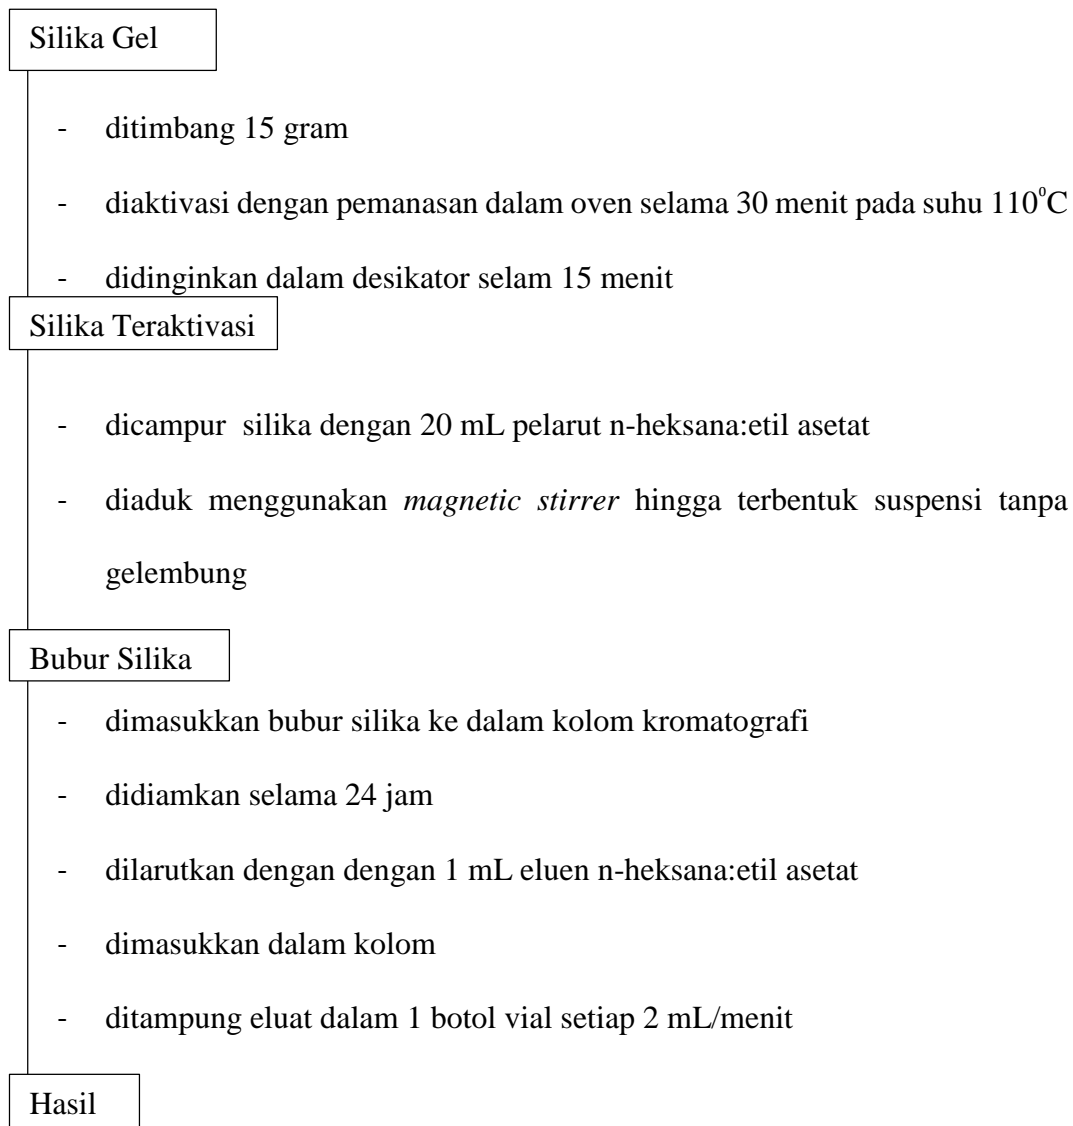 Silika Gel
- ditimbang 15 gram
- diaktivasi dengan pemanasan dalam oven selama 30 menit pada suhu 110⁰C
- didinginkan dalam desikator selam 15 menit
Silika Teraktivasi
- dicampur silika dengan 20 mL pelarut n-heksana:etil asetat
- diaduk menggunakan magnetic stirrer hingga terbentuk suspensi tanpa
gelembung
Bubur Silika
- dimasukkan bubur silika ke dalam kolom kromatografi
- didiamkan selama 24 jam
- dilarutkan dengan dengan 1 mL eluen n-heksana:etil asetat
- dimasukkan dalam kolom
- ditampung eluat dalam 1 botol vial setiap 2 mL/menit
Hasil